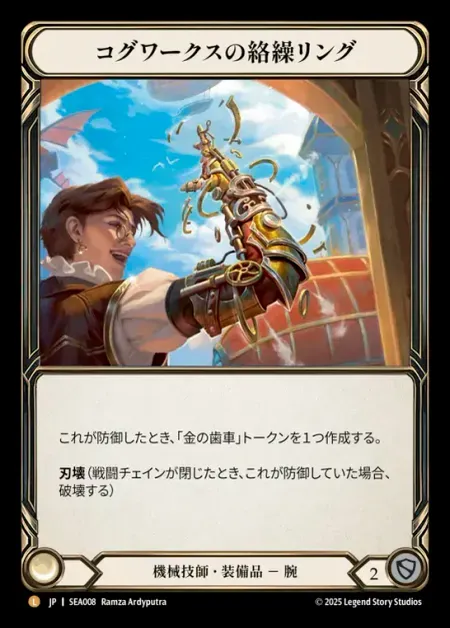 コグワークスの絡繰リング
これが防御したとき、「金の歯車」トークンを1つ作成する。
刃壊（戦闘チェインが閉じたとき、これが防御していた場合、
破壊する）
機械技師・装備品 － 腕
2
L JP | SEA008 Ramza Ardyputra
© 2025 Legend Story Studios